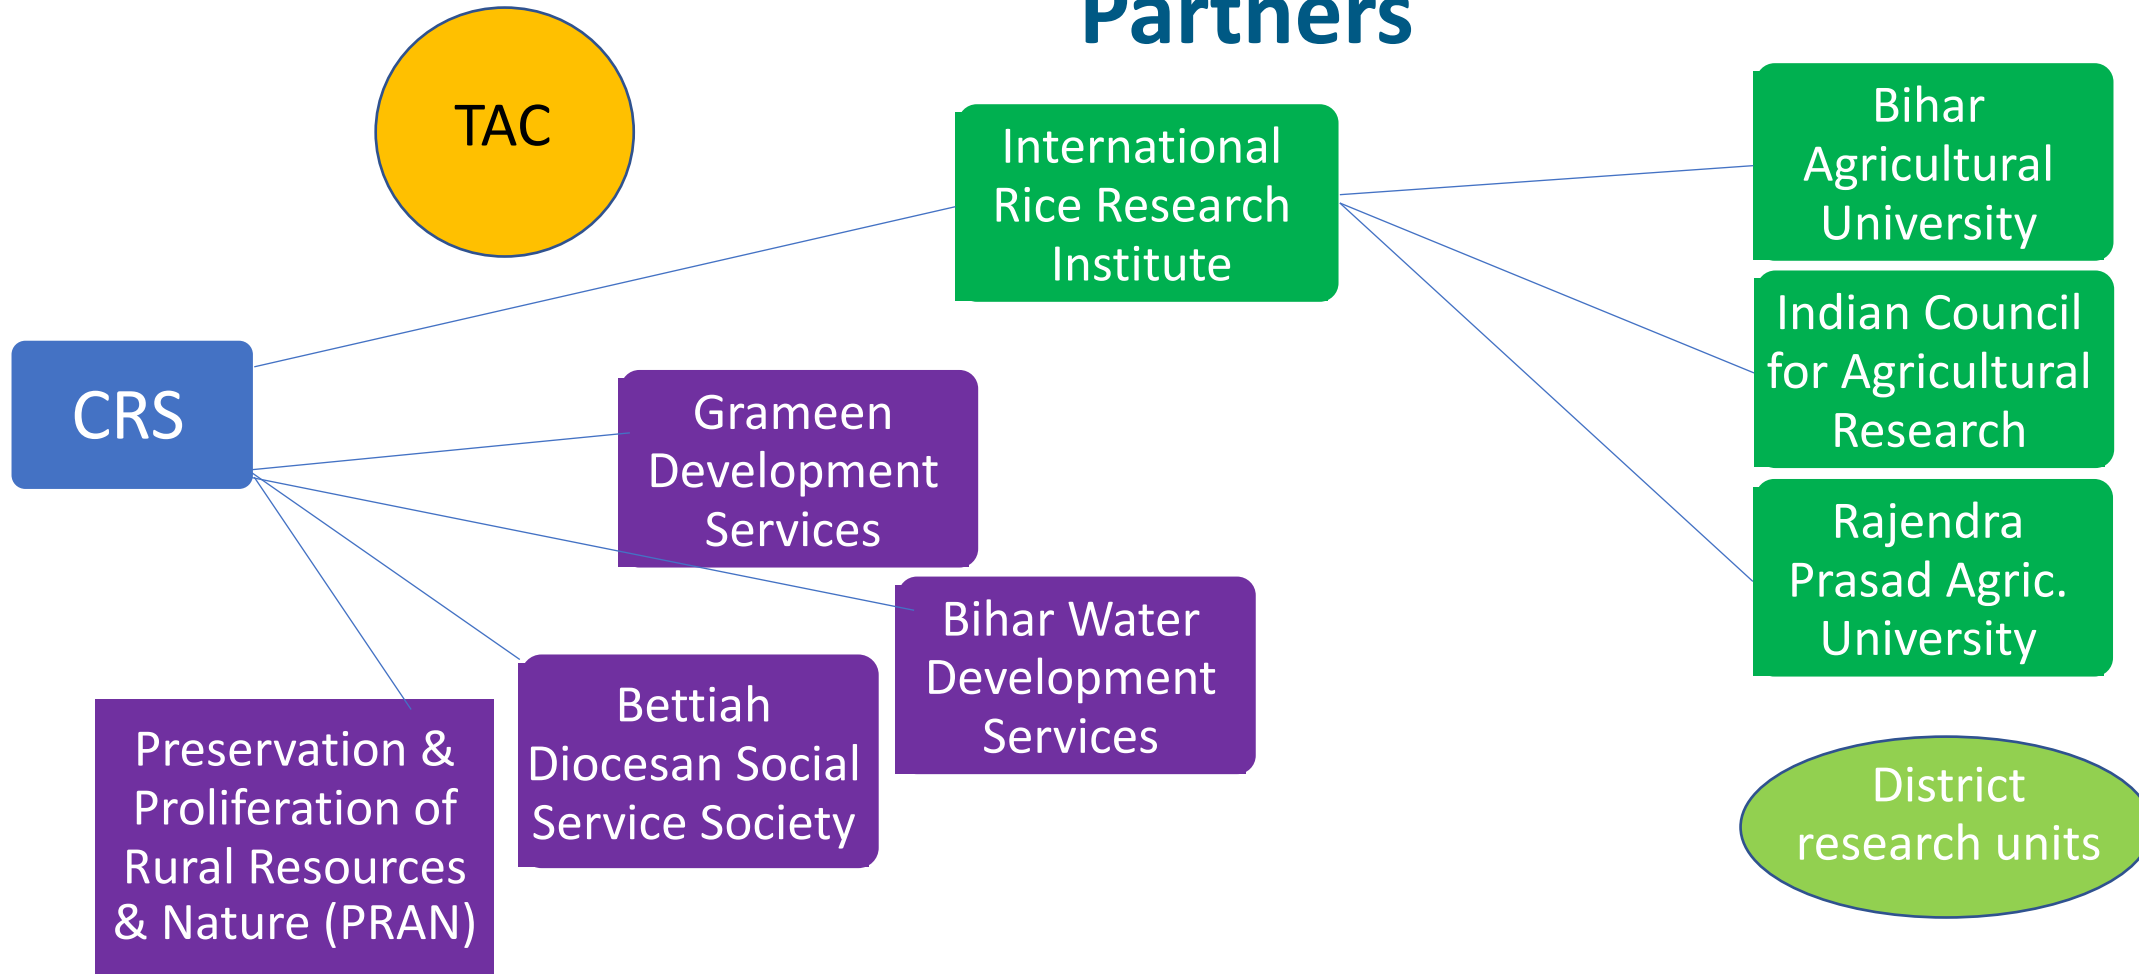 Partners
TAC
International
Rice Research
Institute
Bihar
Agricultural
University
Indian Council
for Agricultural
Research
Rajendra
Prasad Agric.
University
CRS
Grameen
Development
Services
Bihar Water
Development
Services
Bettiah
Diocesan Social
Service Society
Preservation &
Proliferation of
Rural Resources
& Nature (PRAN)
District
research units